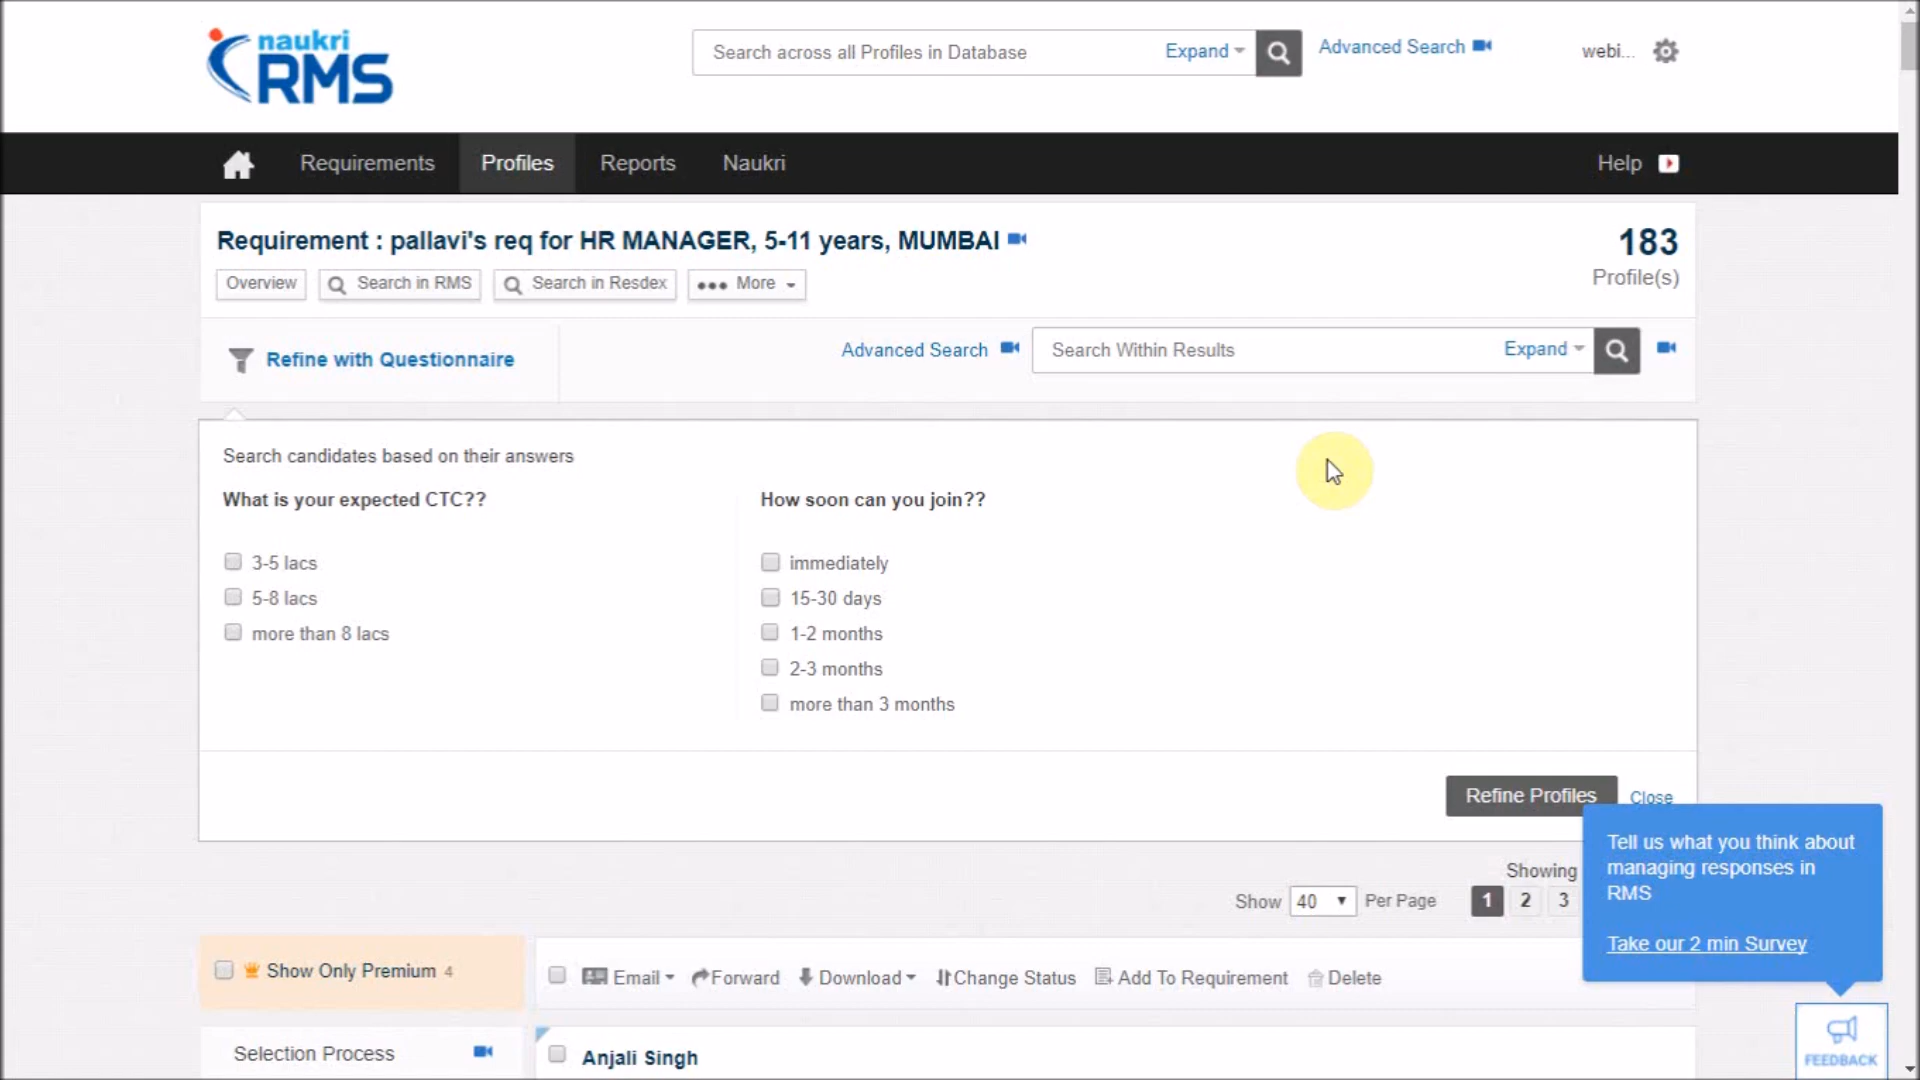 naukri
RMS
Search across all Profiles in Database
Expand
Advanced Search
webi...
Requirements
Profiles
Reports
Naukri
Help
Requirement : pallavi's req for HR MANAGER, 5-11 years, MUMBAI
183
Profile(s)
Overview
Search in RMS
Search in Resdex
More
Refine with Questionnaire
Advanced Search
Search Within Results
Expand
Search candidates based on their answers
What is your expected CTC??
3-5 lacs
5-8 lacs
more than 8 lacs
How soon can you join??
immediately
15-30 days
1-2 months
2-3 months
more than 3 months
Refine Profiles
Close
Showing
Show 40 Per Page
1 2 3
Tell us what you think about
managing responses in
RMS
Take our 2 min Survey
Show Only Premium 4
Email
Forward
Download
Change Status
Add To Requirement
Delete
Selection Process
Anjali Singh
FEEDBACK